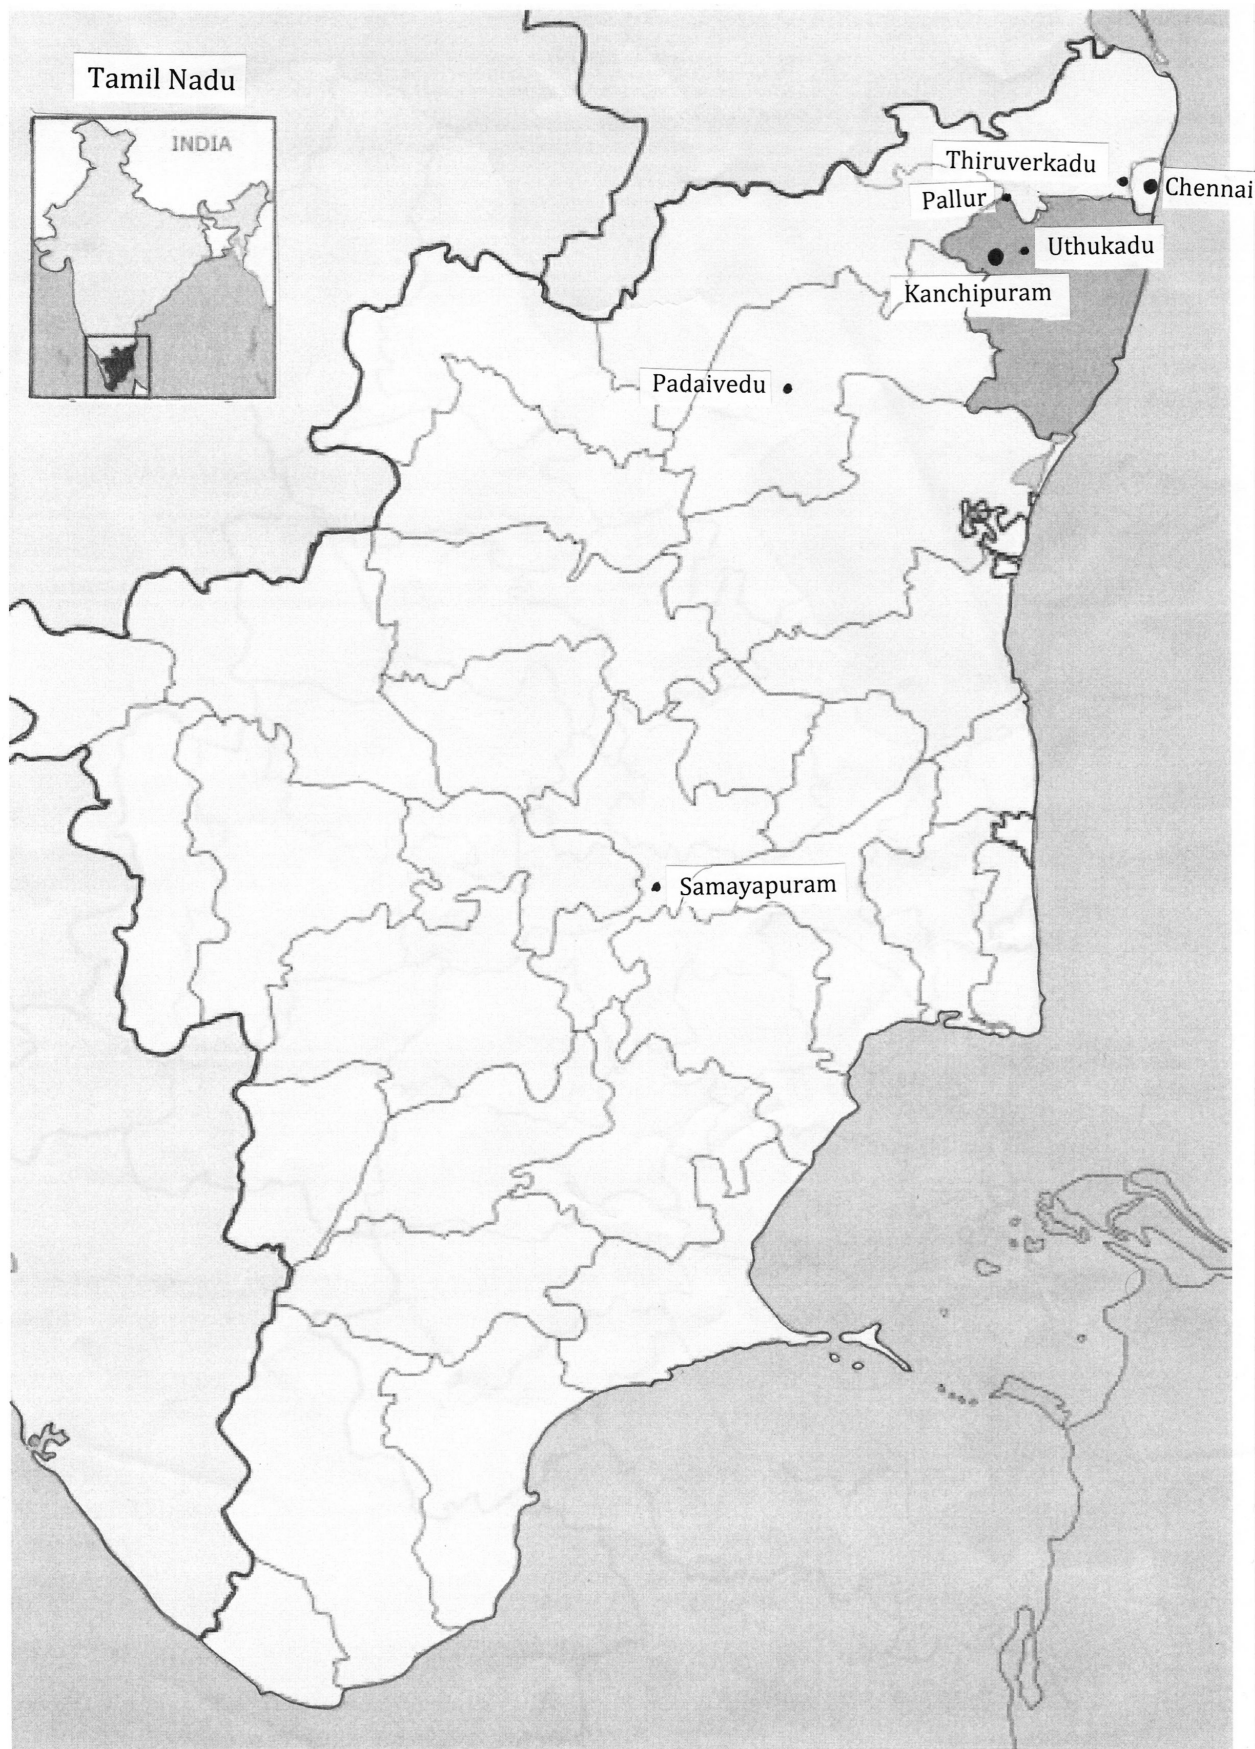 Tamil Nadu
INDIA
Thiruverkadu
Chennai
Pallur
Uthukadu
Kanchipuram
Padaivedu
Samayapuram